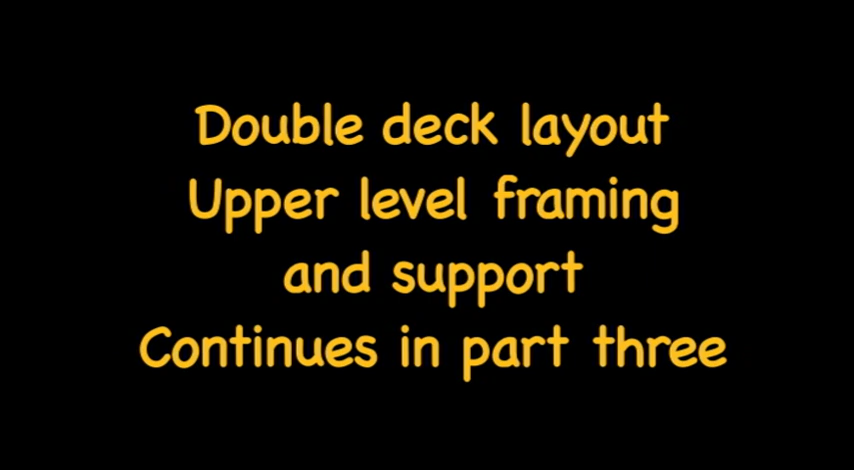 Double deck layout
Upper level framing
and support
Continues in part three